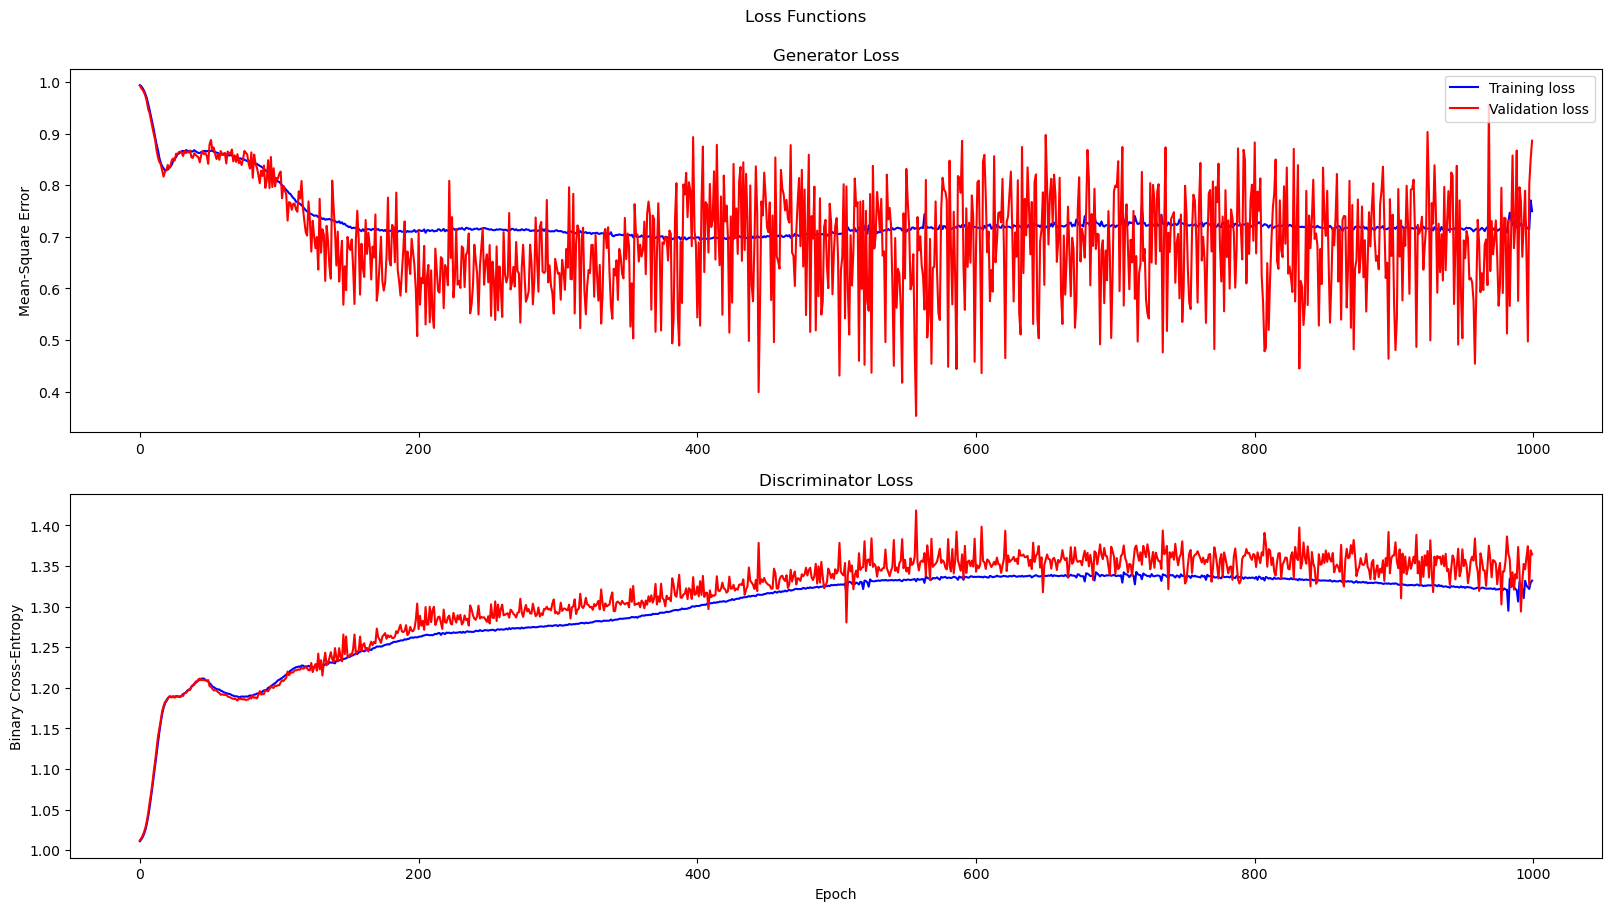 Loss Functions
Generator Loss
Training loss
Validation loss
Mean-Square Error
1.0
0.9
0.8
0.7
0.6
0.5
0.4
0 200 400 600 800 1000
Discriminator Loss
Binary Cross-Entropy
1.40
1.35
1.30
1.25
1.20
1.15
1.10
1.05
1.00
0 200 400 600 800 1000
Epoch